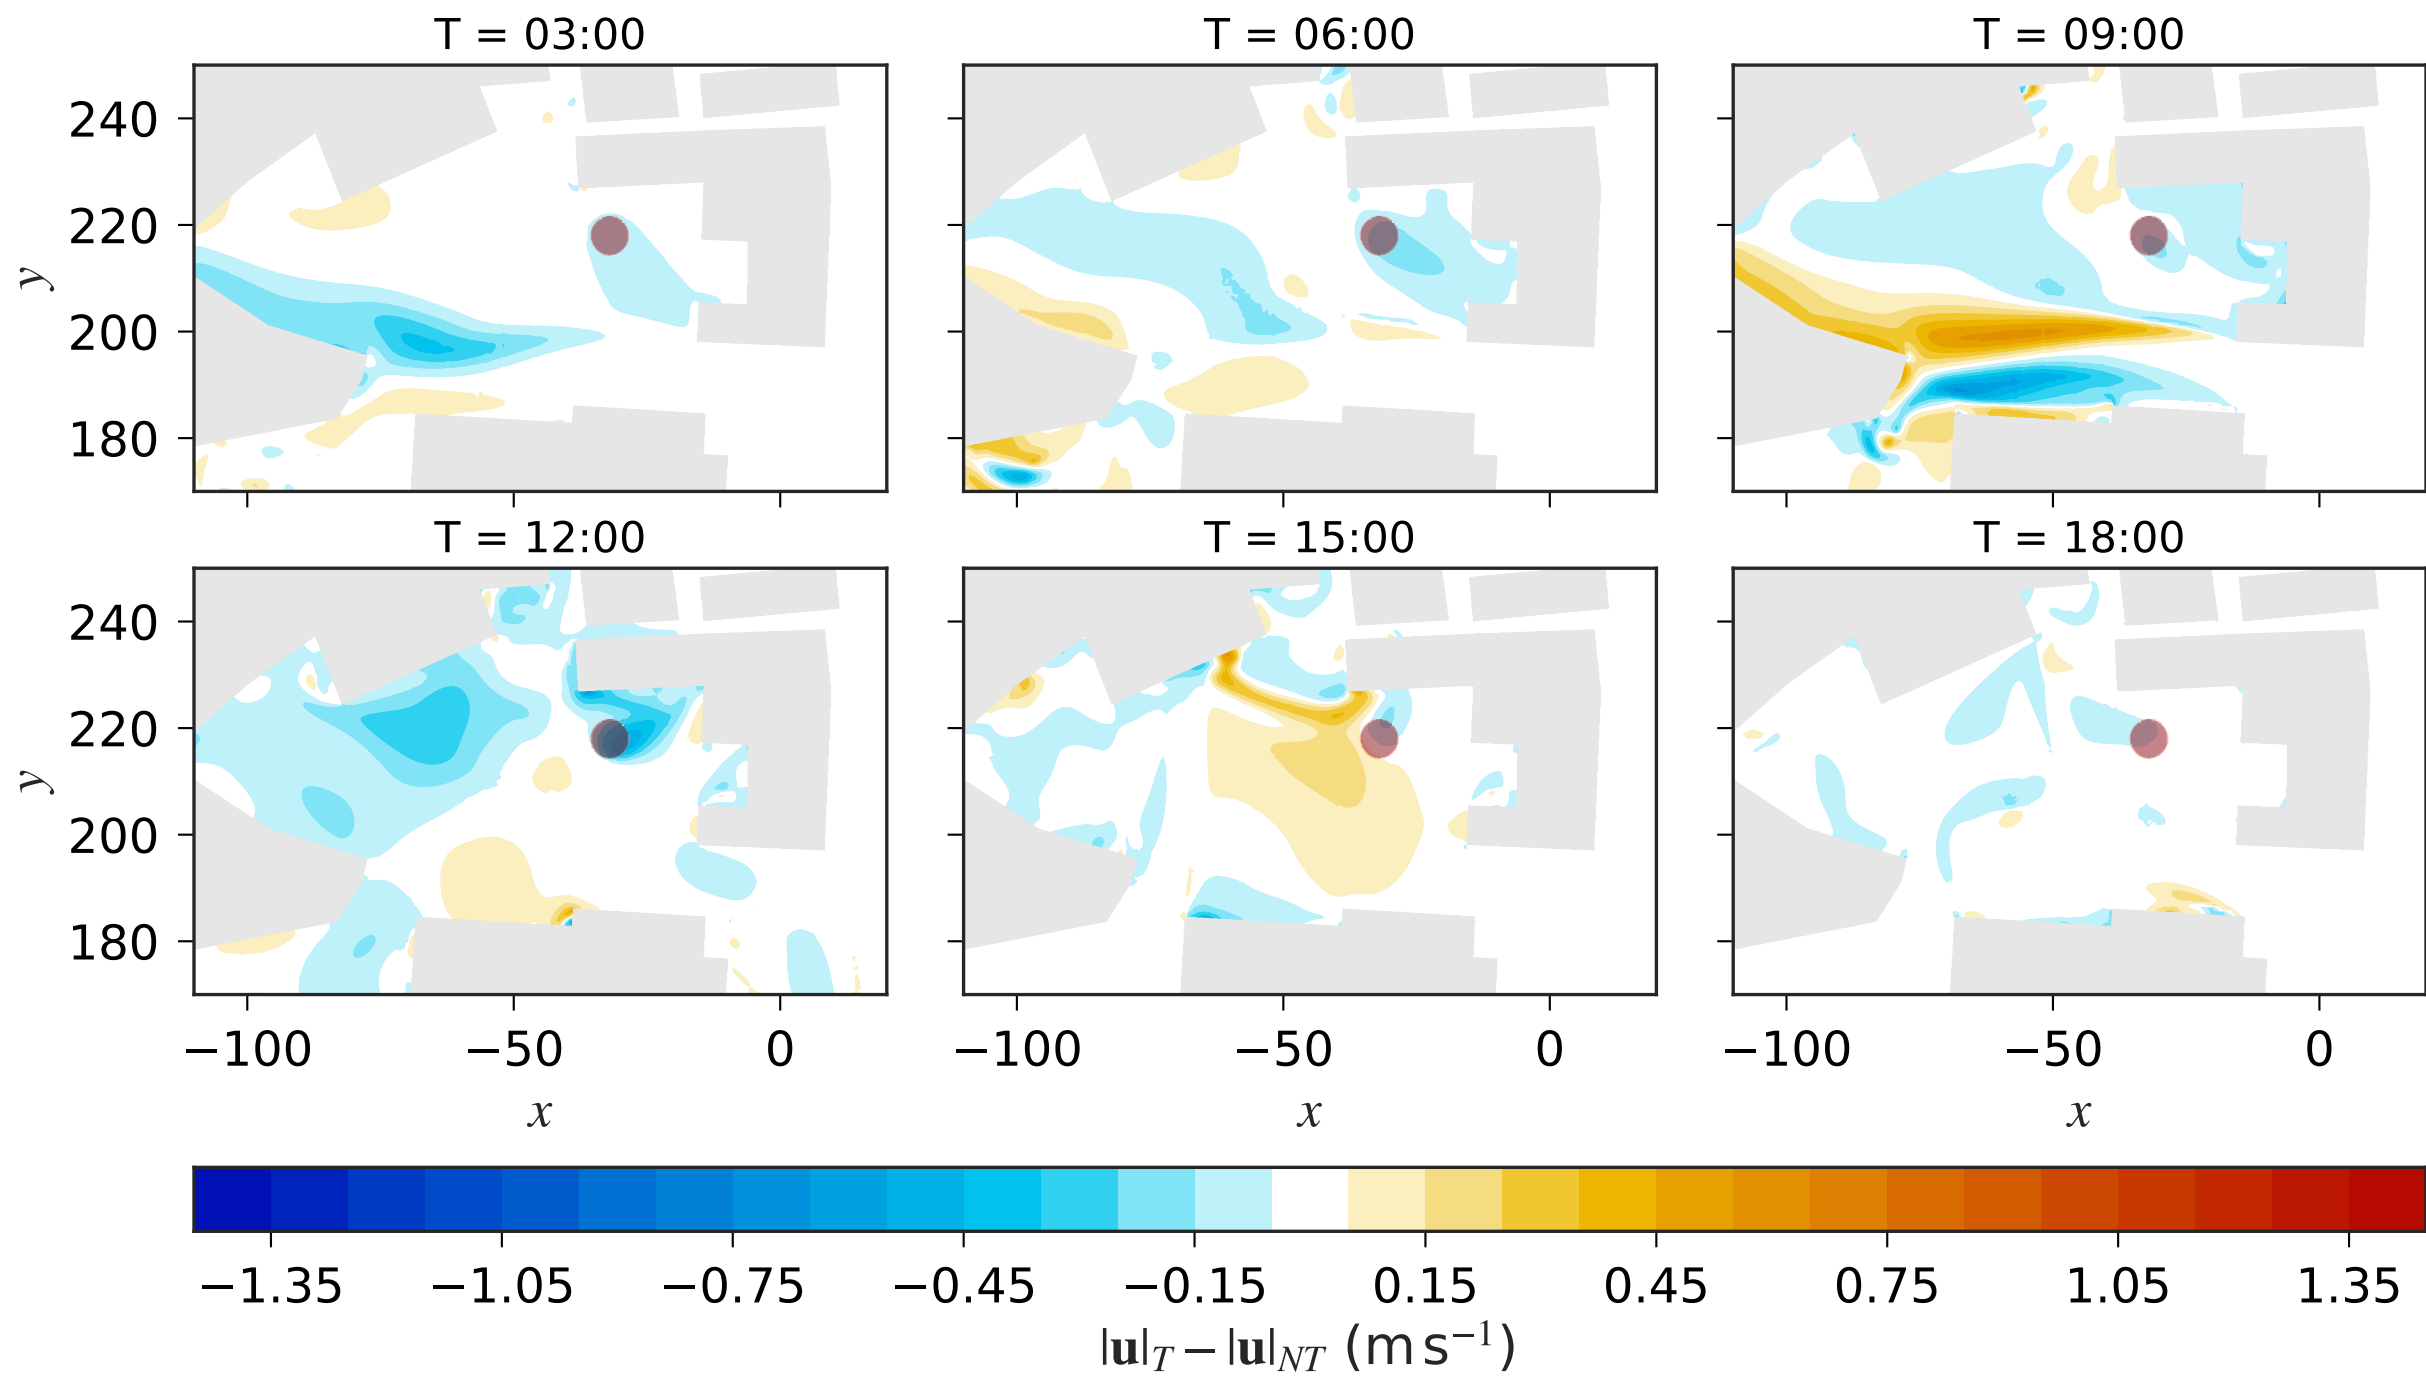 T = 03:00 T = 06:00 T = 09:00
240
220
200
180
y
T = 12:00 T = 15:00 T = 18:00
240
220
200
180
y
−100 −50 0 −100 −50 0 −100 −50 0
x x x
−1.35 −1.05 −0.75 −0.45 −0.15 0.15 0.45 0.75 1.05 1.35
|u|_T − |u|_NT (m s⁻¹)